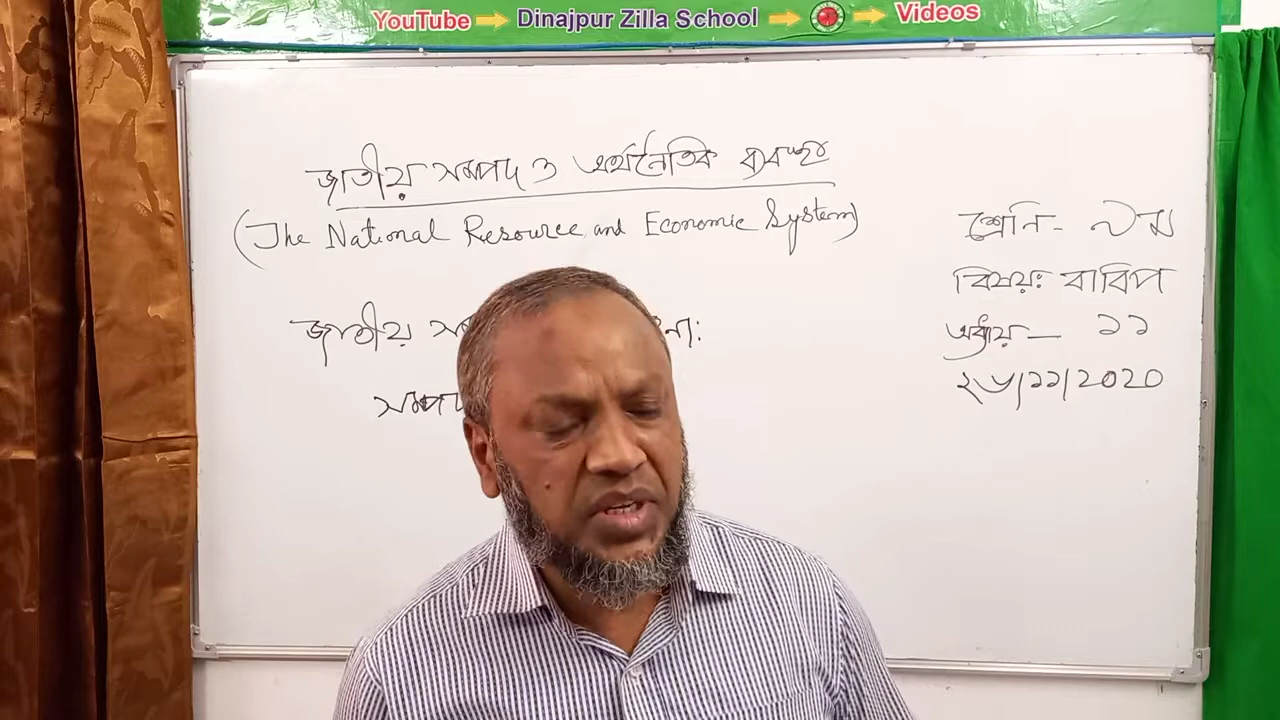 YouTube Dinajpur Zilla School Videos
জাতীয় সম্পদ ও অর্থনৈতিক ব্যবস্থা
(The National Resource and Economic System)
শ্রেনি - ৯ম
বিষয়ঃ বাবিপ
অধ্যায় — ১১
২৮/১১/2020
জাতীয়